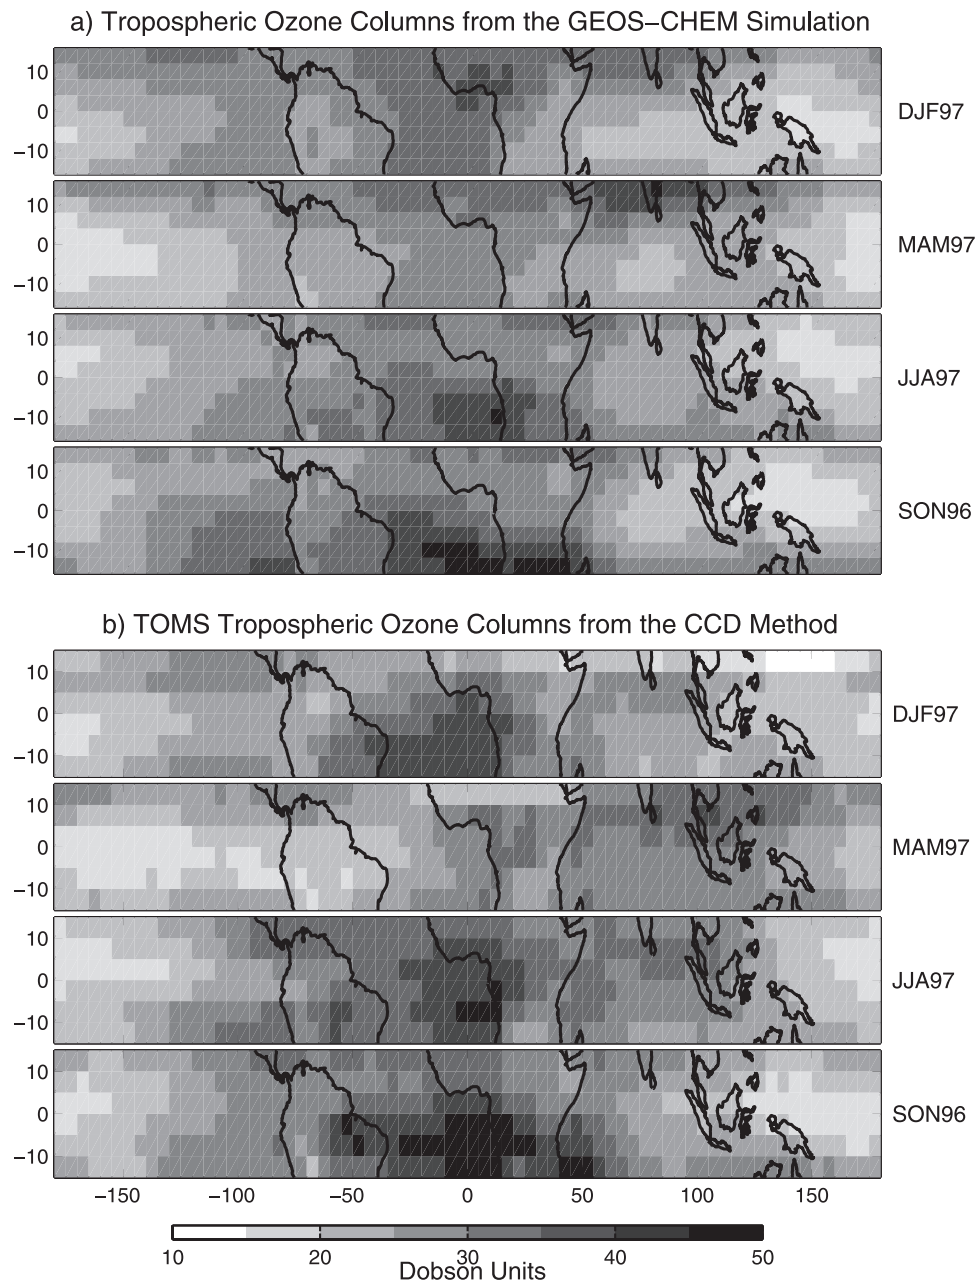 a) Tropospheric Ozone Columns from the GEOS−CHEM Simulation
10
0
−10
DJF97
10
0
−10
MAM97
10
0
−10
JJA97
10
0
−10
SON96
b) TOMS Tropospheric Ozone Columns from the CCD Method
10
0
−10
DJF97
10
0
−10
MAM97
10
0
−10
JJA97
10
0
−10
SON96
−150 −100 −50 0 50 100 150
10 20 30 40 50
Dobson Units